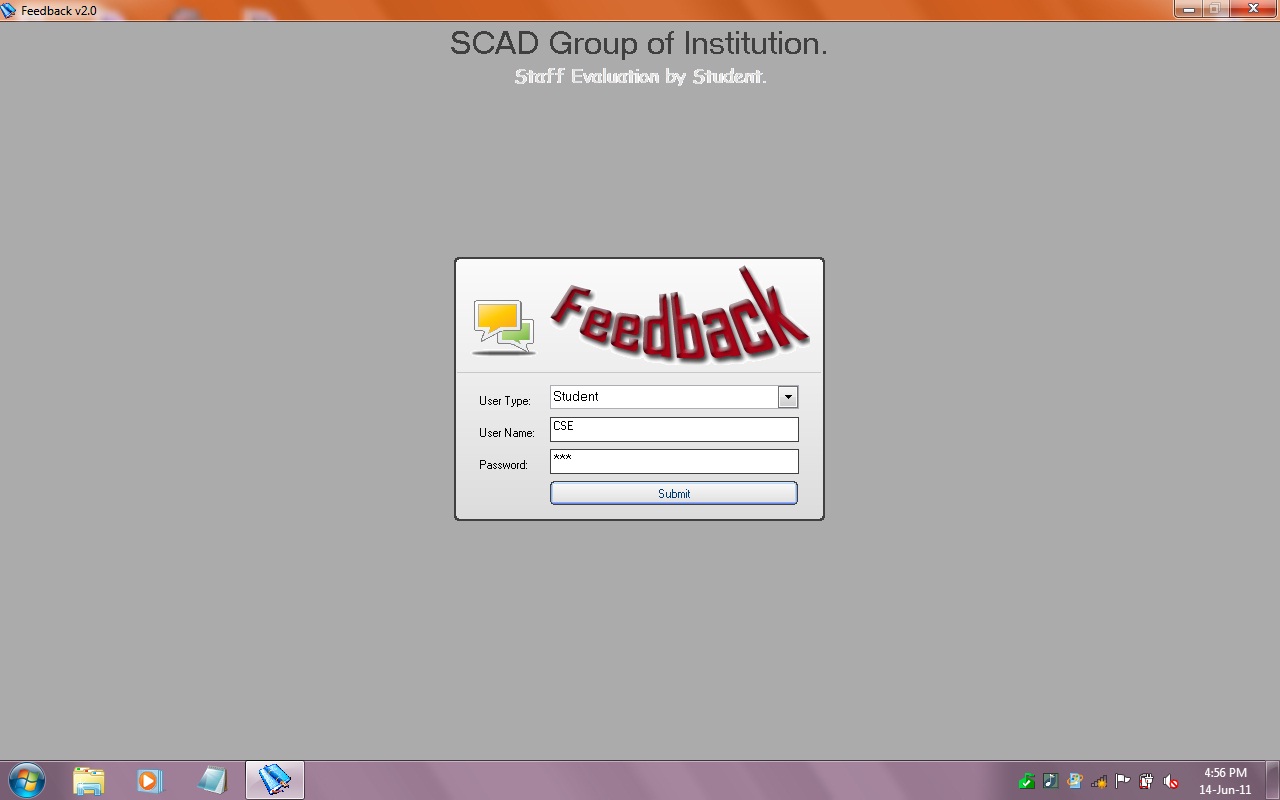 Feedback v2.0
SCAD Group of Institution.
Staff Evaluation by Student.
Feedback
User Type: Student
User Name: CSE
Password: ***
Submit
4:56 PM
14-Jun-11